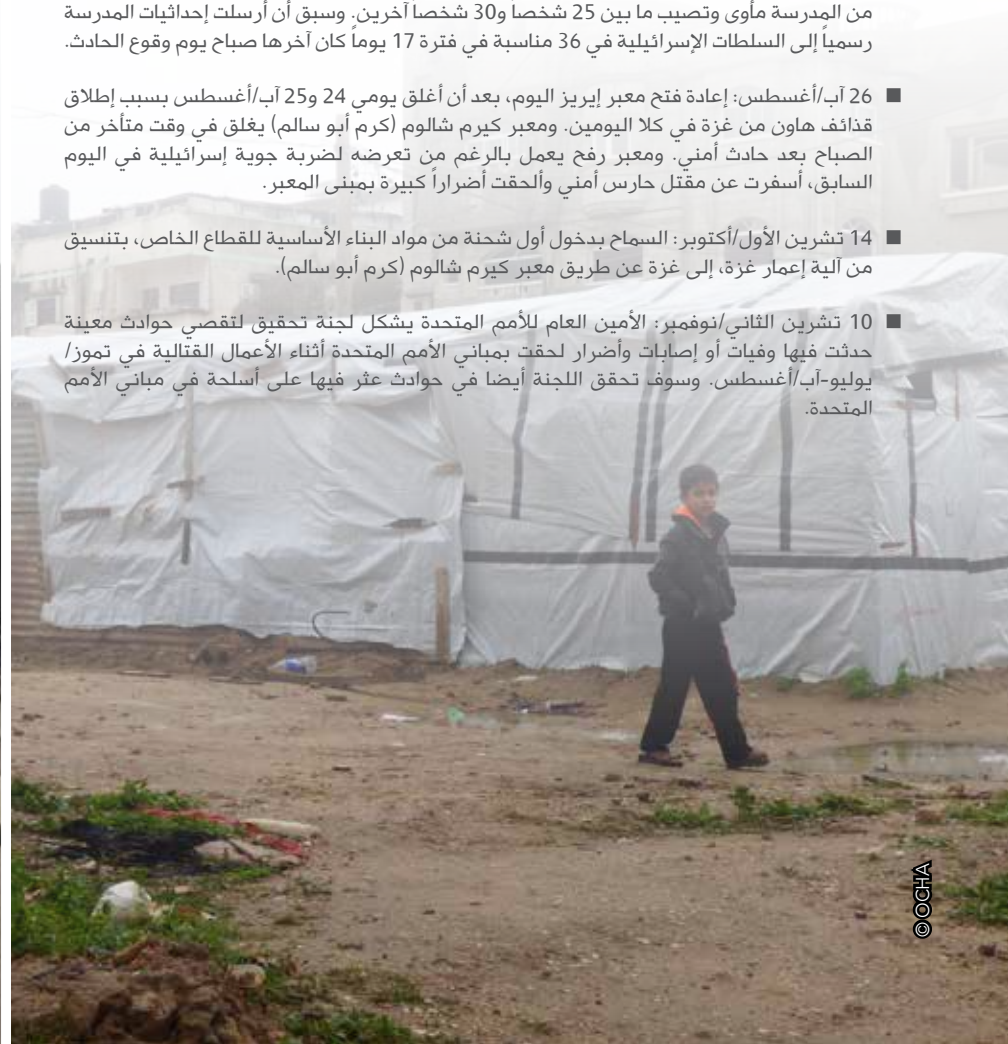 من المدرسة مأوى وتصيب ما بين 25 شخصاً و30 شخصاً آخرين. وسبق أن أرسلت إحداثيات المدرسة
رسمياً إلى السلطات الإسرائيلية في 36 مناسبة في فترة 17 يوماً كان آخرها صباح يوم وقوع الحادث.
■ 26 آب/أغسطس: إعادة فتح معبر إيريز اليوم، بعد أن أغلق يومي 24 و25 آب/أغسطس بسبب إطلاق
قذائف هاون من غزة في كلا اليومين. ومعبر كيرم شالوم (كرم أبو سالم) يغلق في وقت متأخر من
الصباح بعد حادث أمني. ومعبر رفح يعمل بالرغم من تعرضه لضربة جوية إسرائيلية في اليوم
السابق، أسفرت عن مقتل حارس أمني وألحقت أضراراً كبيرة بمبنى المعبر.
■ 14 تشرين الأول/أكتوبر: السماح بدخول أول شحنة من مواد البناء الأساسية للقطاع الخاص، بتنسيق
من آلية إعمار غزة، إلى غزة عن طريق معبر كيرم شالوم (كرم أبو سالم).
■ 10 تشرين الثاني/نوفمبر: الأمين العام للأمم المتحدة يشكل لجنة تحقيق لتقصي حوادث معينة
حدثت فيها وفيات أو إصابات وأضرار لحقت بمباني الأمم المتحدة أثناء الأعمال القتالية في تموز/
يوليو-آب/أغسطس. وسوف تحقق اللجنة أيضا في حوادث عثر فيها على أسلحة في مباني الأمم
المتحدة.
©OCHA